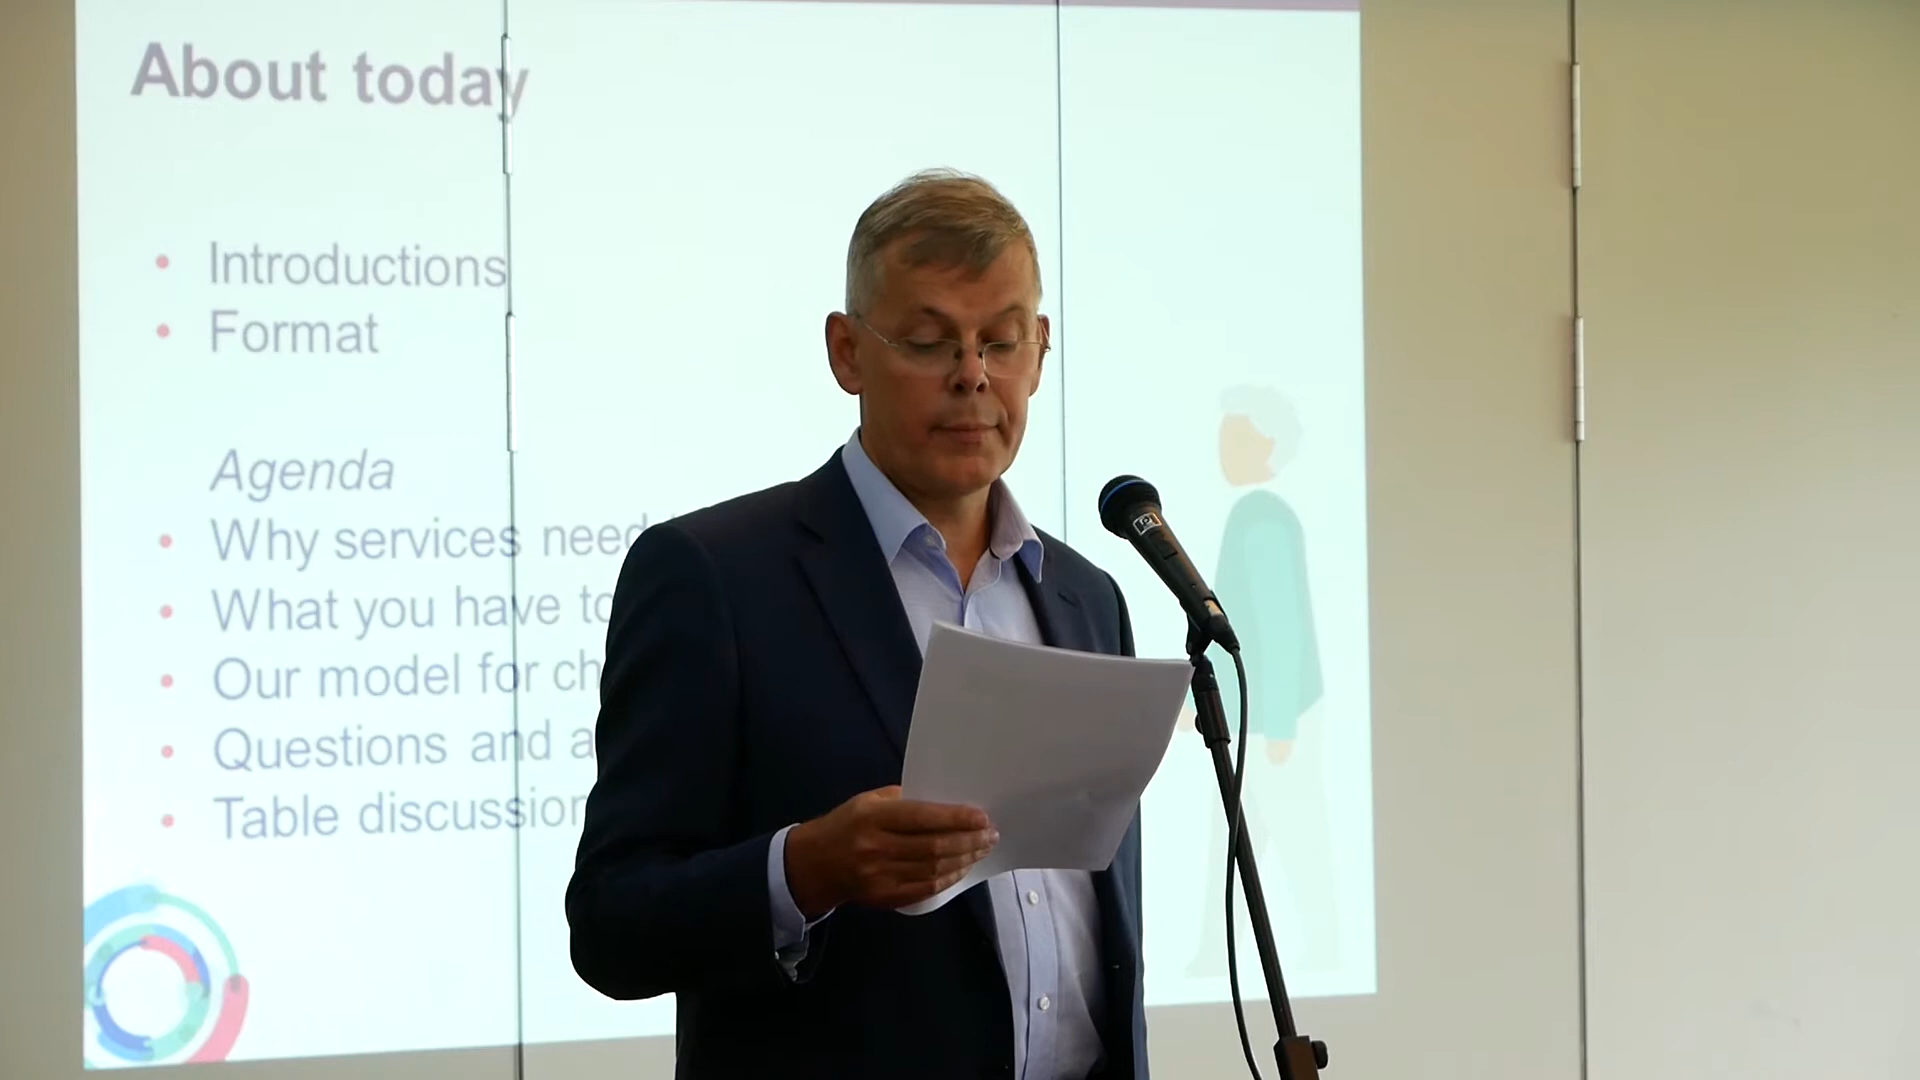 About today
• Introductions
• Format
Agenda
• Why services need
• What you have to
• Our model for ch
• Questions and a
• Table discussion